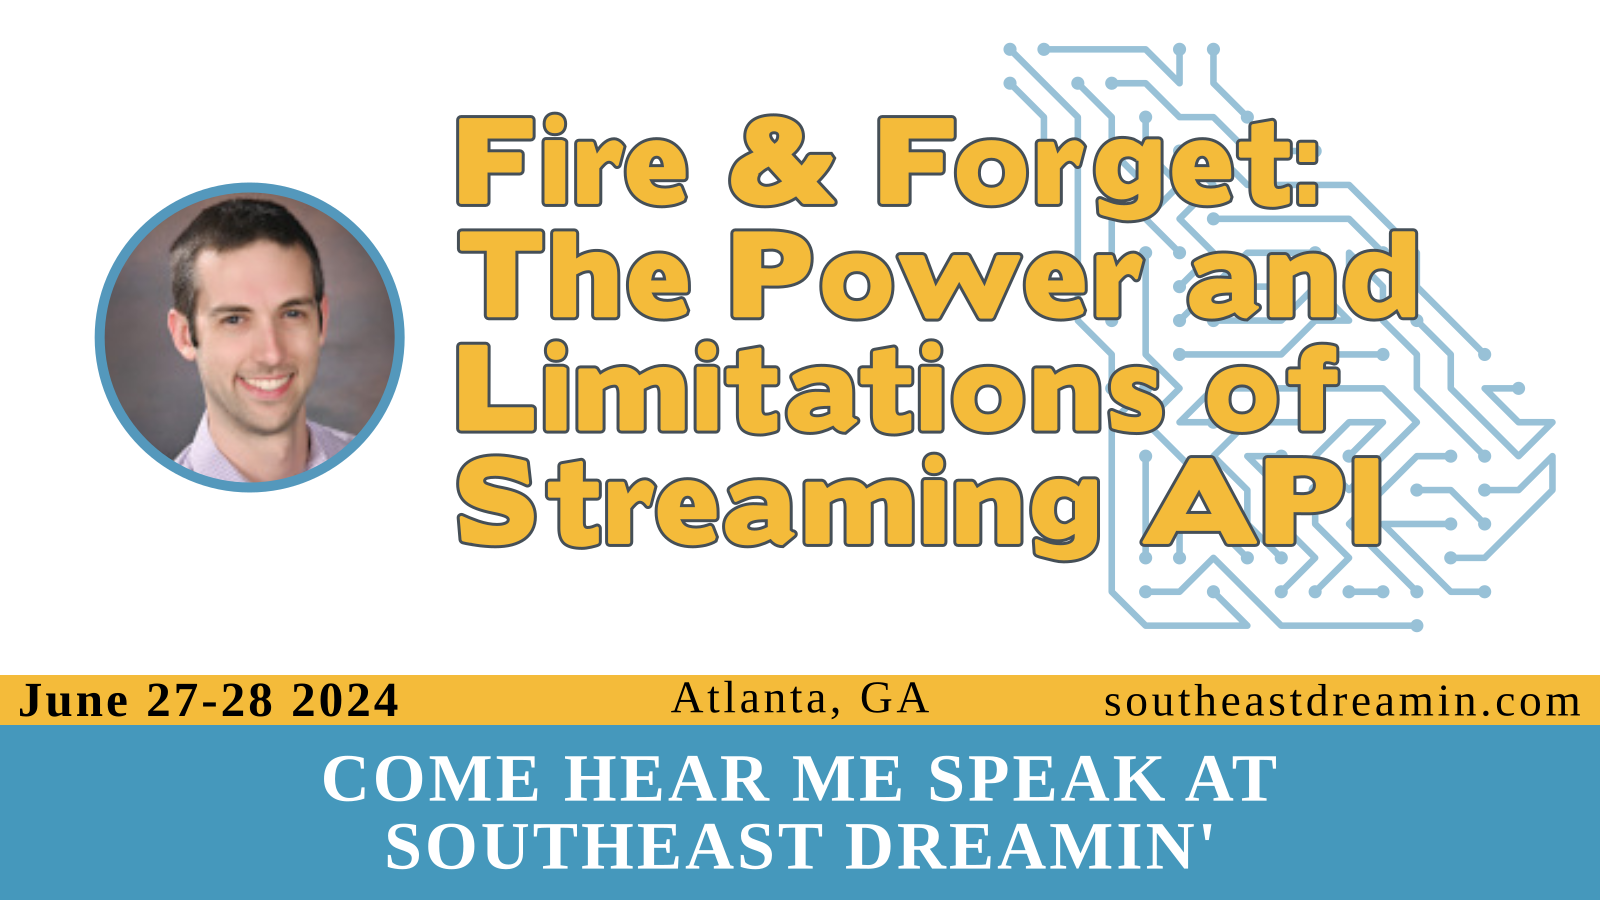 Fire & Forget:
The Power and
Limitations of
Streaming API
June 27-28 2024
Atlanta, GA
southeastdreamin.com
COME HEAR ME SPEAK AT
SOUTHEAST DREAMIN'